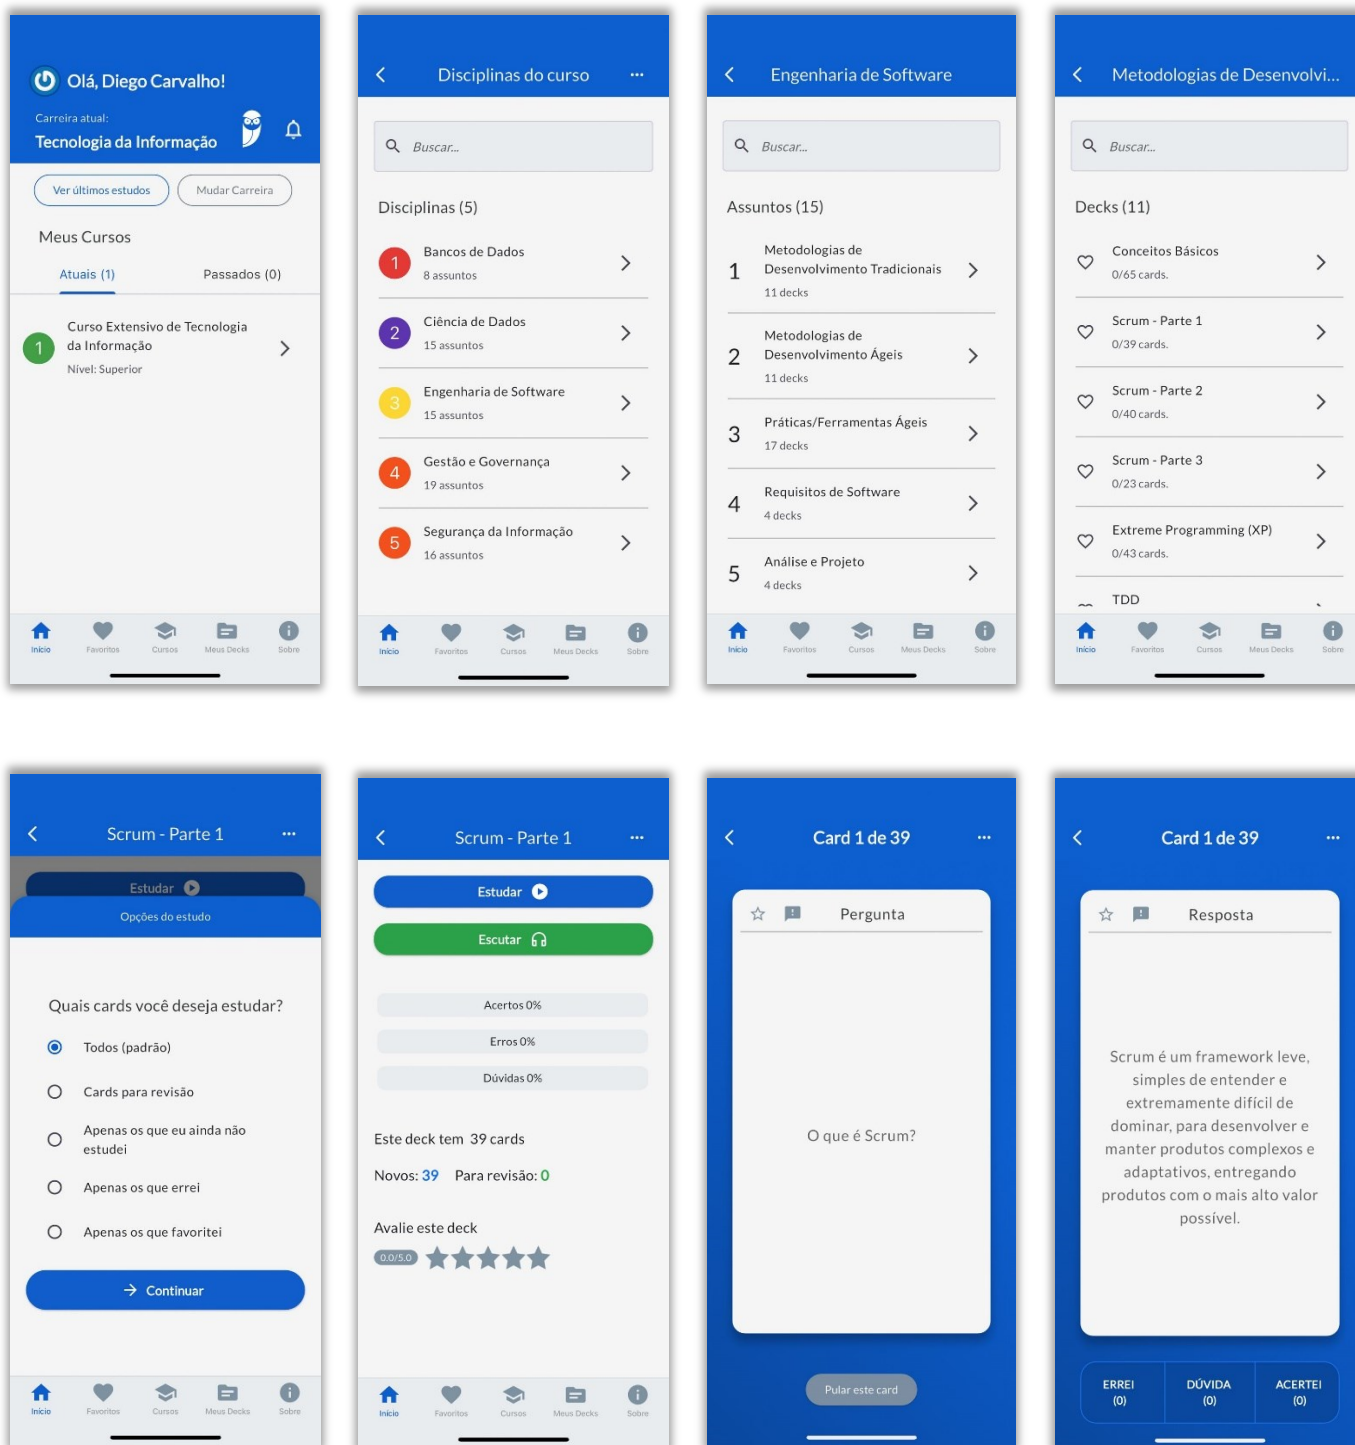 Olá, Diego Carvalho!
Carreira atual:
Tecnologia da Informação
Ver últimos estudos
Mudar Carreira
Meus Cursos
Atuais (1)
Passados (0)
1
Curso Extensivo de Tecnologia
da Informação
Nível: Superior
Início
Favoritos
Cursos
Meus Decks
Sobre
Disciplinas do curso
Buscar...
Disciplinas (5)
1
Bancos de Dados
8 assuntos
2
Ciência de Dados
15 assuntos
3
Engenharia de Software
15 assuntos
4
Gestão e Governança
19 assuntos
5
Segurança da Informação
16 assuntos
Início
Favoritos
Cursos
Meus Decks
Sobre
Engenharia de Software
Buscar...
Assuntos (15)
1
Metodologias de
Desenvolvimento Tradicionais
11 decks
2
Metodologias de
Desenvolvimento Ágeis
11 decks
3
Práticas/Ferramentas Ágeis
17 decks
4
Requisitos de Software
4 decks
5
Análise e Projeto
4 decks
Início
Favoritos
Cursos
Meus Decks
Sobre
Metodologias de Desenvolvi...
Buscar...
Decks (11)
Conceitos Básicos
0/65 cards.
Scrum - Parte 1
0/39 cards.
Scrum - Parte 2
0/40 cards.
Scrum - Parte 3
0/23 cards.
Extreme Programming (XP)
0/43 cards.
TDD
Início
Favoritos
Cursos
Meus Decks
Sobre
Scrum - Parte 1
Estudar
Opções do estudo
Quais cards você deseja estudar?
Todos (padrão)
Cards para revisão
Apenas os que eu ainda não
estudei
Apenas os que errei
Apenas os que favoritei
Continuar
Início
Favoritos
Cursos
Meus Decks
Sobre
Scrum - Parte 1
Estudar
Escutar
Acertos 0%
Erros 0%
Dúvidas 0%
Este deck tem 39 cards
Novos: 39 Para revisão: 0
Avalie este deck
0.0/5.0
Início
Favoritos
Cursos
Meus Decks
Sobre
Card 1 de 39
Pergunta
O que é Scrum?
Pular este card
Card 1 de 39
Resposta
Scrum é um framework leve,
simples de entender e
extremamente difícil de
dominar, para desenvolver e
manter produtos complexos e
adaptativos, entregando
produtos com o mais alto valor
possível.
ERREI
(0)
DÚVIDA
(0)
ACERTEI
(0)